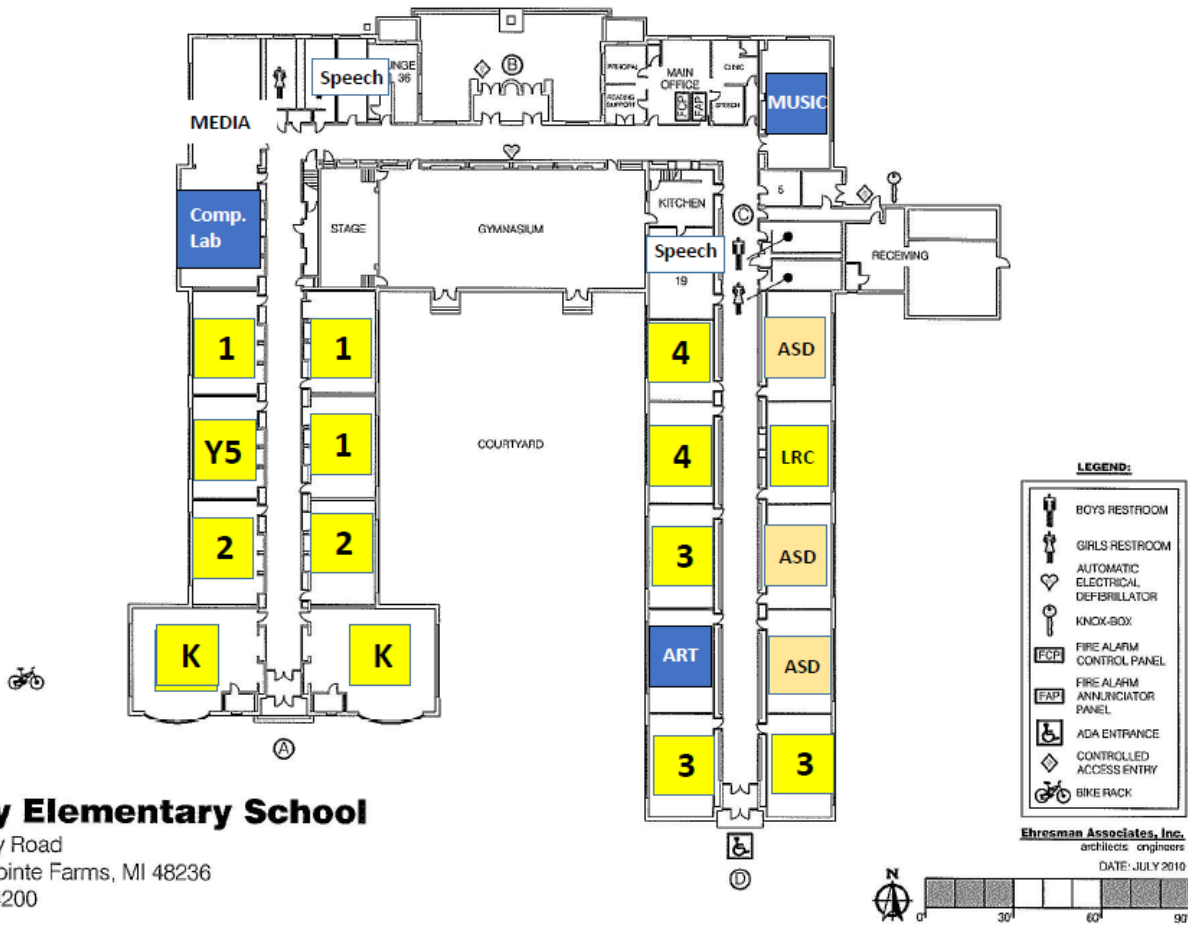 Speech
UNGE
36
B
PRINCIPAL
READING
SUPPORT
MAIN
OFFICE
FCP
FAP
CLINIC
SPEECH
MUSIC
MEDIA
Comp.
Lab
STAGE
GYMNASIUM
KITCHEN
C
5
Speech
19
RECEIVING
1
1
4
ASD
Y5
1
COURTYARD
4
LRC
2
2
3
ASD
K
K
ART
ASD
3
3
A
D
LEGEND:
BOYS RESTROOM
GIRLS RESTROOM
AUTOMATIC
ELECTRICAL
DEFIBRILLATOR
KNOX-BOX
FCP FIRE ALARM
CONTROL PANEL
FAP FIRE ALARM
ANNUNCIATOR
PANEL
ADA ENTRANCE
CONTROLLED
ACCESS ENTRY
BIKE RACK
Ehresman Associates, Inc.
architects engineers
DATE: JULY 2010
N
0' 30' 60' 90'
y Elementary School
y Road
ointe Farms, MI 48236
4200